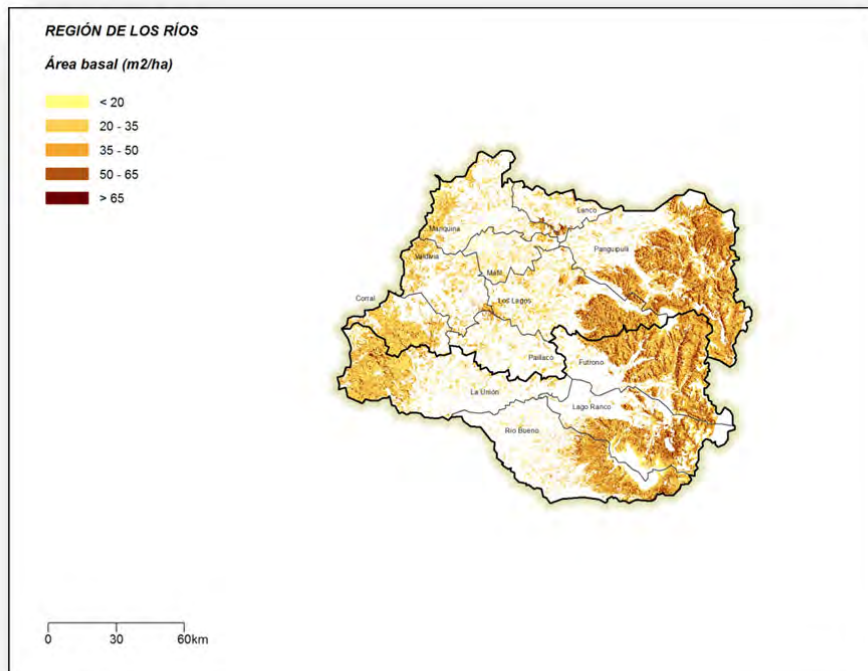 REGIÓN DE LOS RÍOS
Área basal (m2/ha)
< 20
20 - 35
35 - 50
50 - 65
> 65
Lanco
Mariquina
Panguipulli
Valdivia
Máfil
Corral
Los Lagos
Paillaco
Futrono
La Unión
Lago Ranco
Río Bueno
0 30 60km